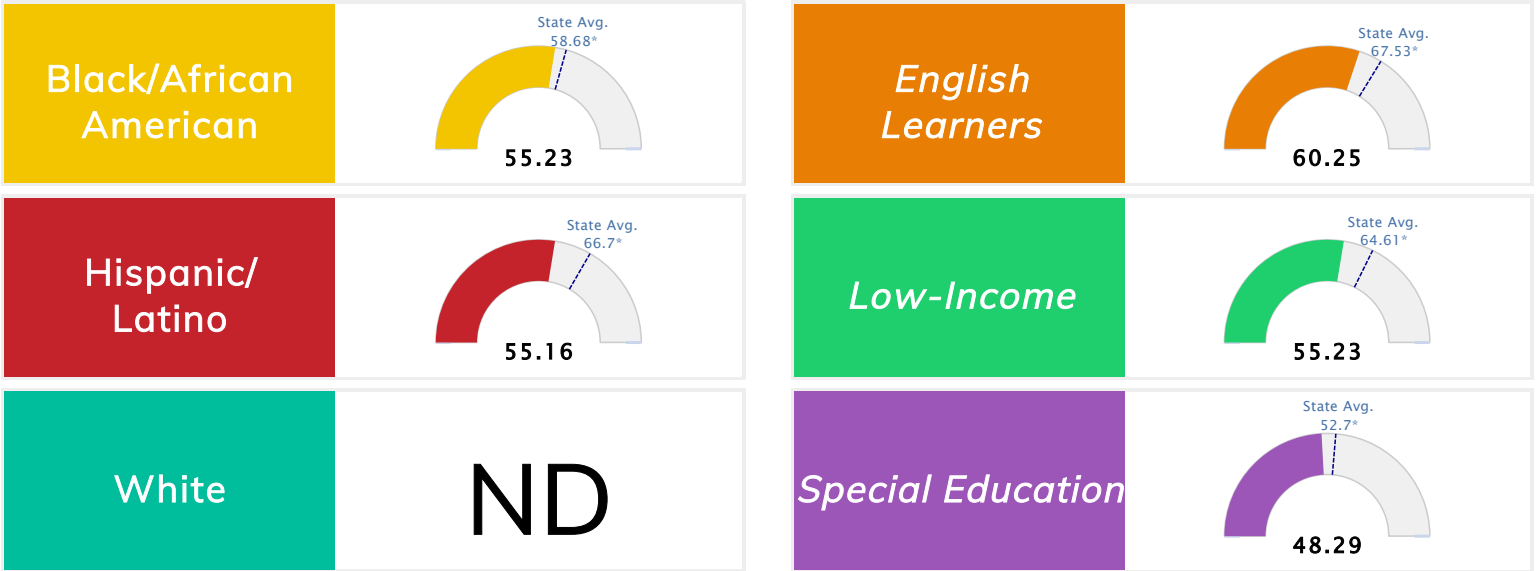 Black/African
American
State Avg.
58.68*
55.23
English
Learners
State Avg.
67.53*
60.25
Hispanic/
Latino
State Avg.
66.7*
55.16
Low-Income
State Avg.
64.61*
55.23
White
ND
Special Education
State Avg.
52.7*
48.29